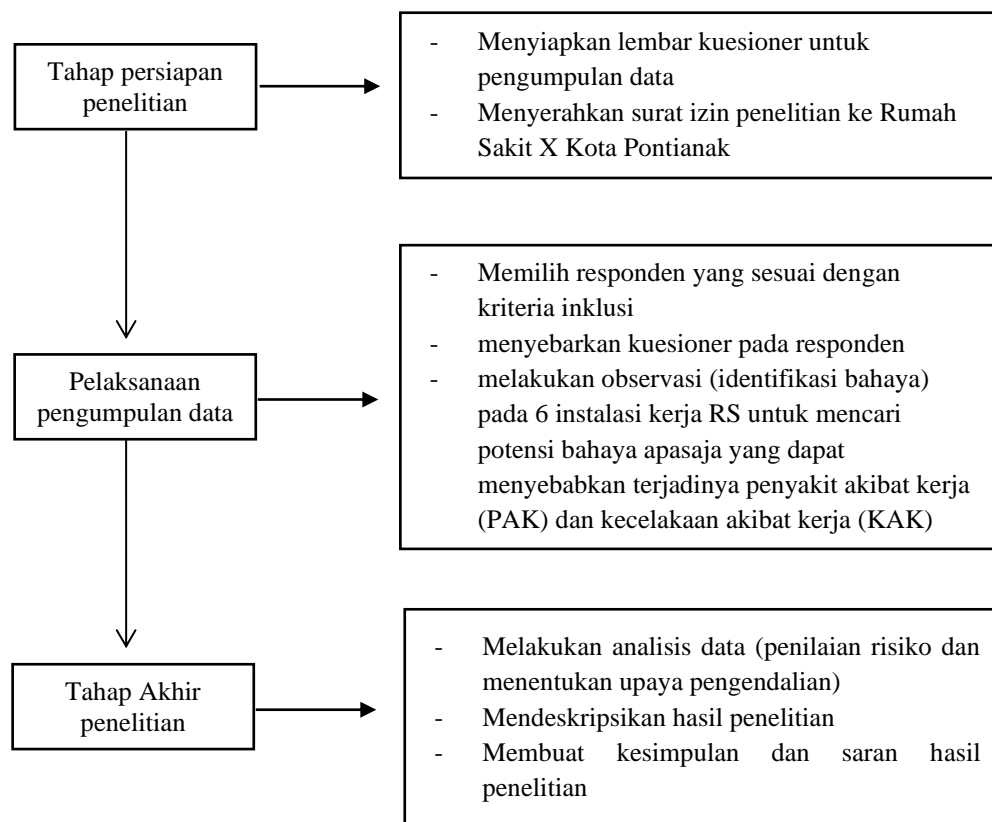 Tahap persiapan
penelitian
- Menyiapkan lembar kuesioner untuk
pengumpulan data
- Menyerahkan surat izin penelitian ke Rumah
Sakit X Kota Pontianak
Pelaksanaan
pengumpulan data
- Memilih responden yang sesuai dengan
kriteria inklusi
- menyebarkan kuesioner pada responden
- melakukan observasi (identifikasi bahaya)
pada 6 instalasi kerja RS untuk mencari
potensi bahaya apasaja yang dapat
menyebabkan terjadinya penyakit akibat kerja
(PAK) dan kecelakaan akibat kerja (KAK)
Tahap Akhir
penelitian
- Melakukan analisis data (penilaian risiko dan
menentukan upaya pengendalian)
- Mendeskripsikan hasil penelitian
- Membuat kesimpulan dan saran hasil
penelitian